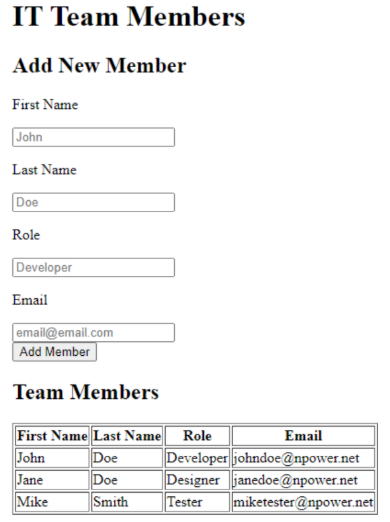 IT Team Members
Add New Member
First Name
John
Last Name
Doe
Role
Developer
Email
email@email.com
Add Member
Team Members
First Name Last Name Role Email
John Doe Developer johndoe@npower.net
Jane Doe Designer janedoe@npower.net
Mike Smith Tester miketester@npower.net